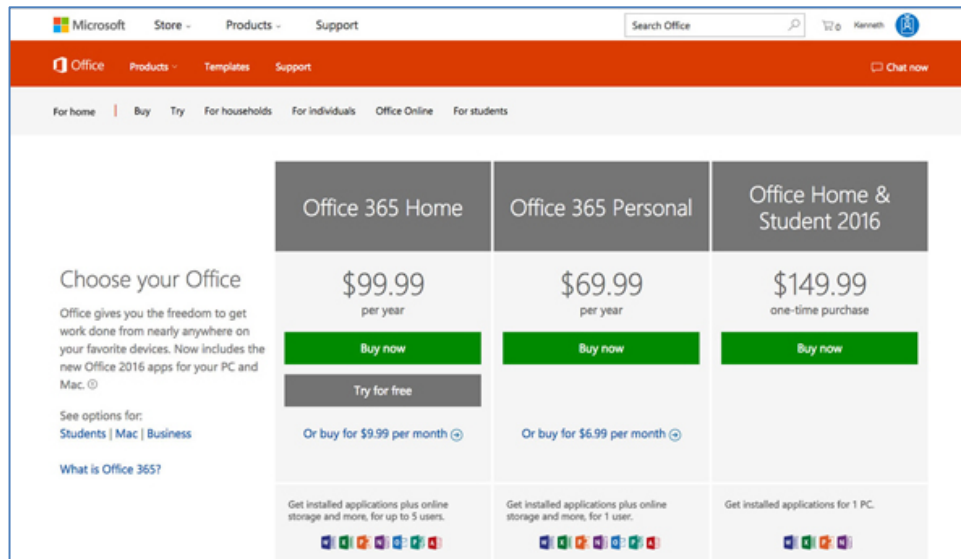 Microsoft Store Products Support Search Office 0 Kenneth
Office Products Templates Support Chat now
For home | Buy Try For households For individuals Office Online For students
Office 365 Home
Office 365 Personal
Office Home &
Student 2016
Choose your Office
Office gives you the freedom to get
work done from nearly anywhere on
your favorite devices. Now includes the
new Office 2016 apps for your PC and
Mac.
See options for:
Students | Mac | Business
What is Office 365?
$99.99
per year
Buy now
Try for free
Or buy for $9.99 per month
Get installed applications plus online
storage and more, for up to 5 users.
$69.99
per year
Buy now
Or buy for $6.99 per month
Get installed applications plus online
storage and more, for 1 user.
$149.99
one-time purchase
Buy now
Get installed applications for 1 PC.